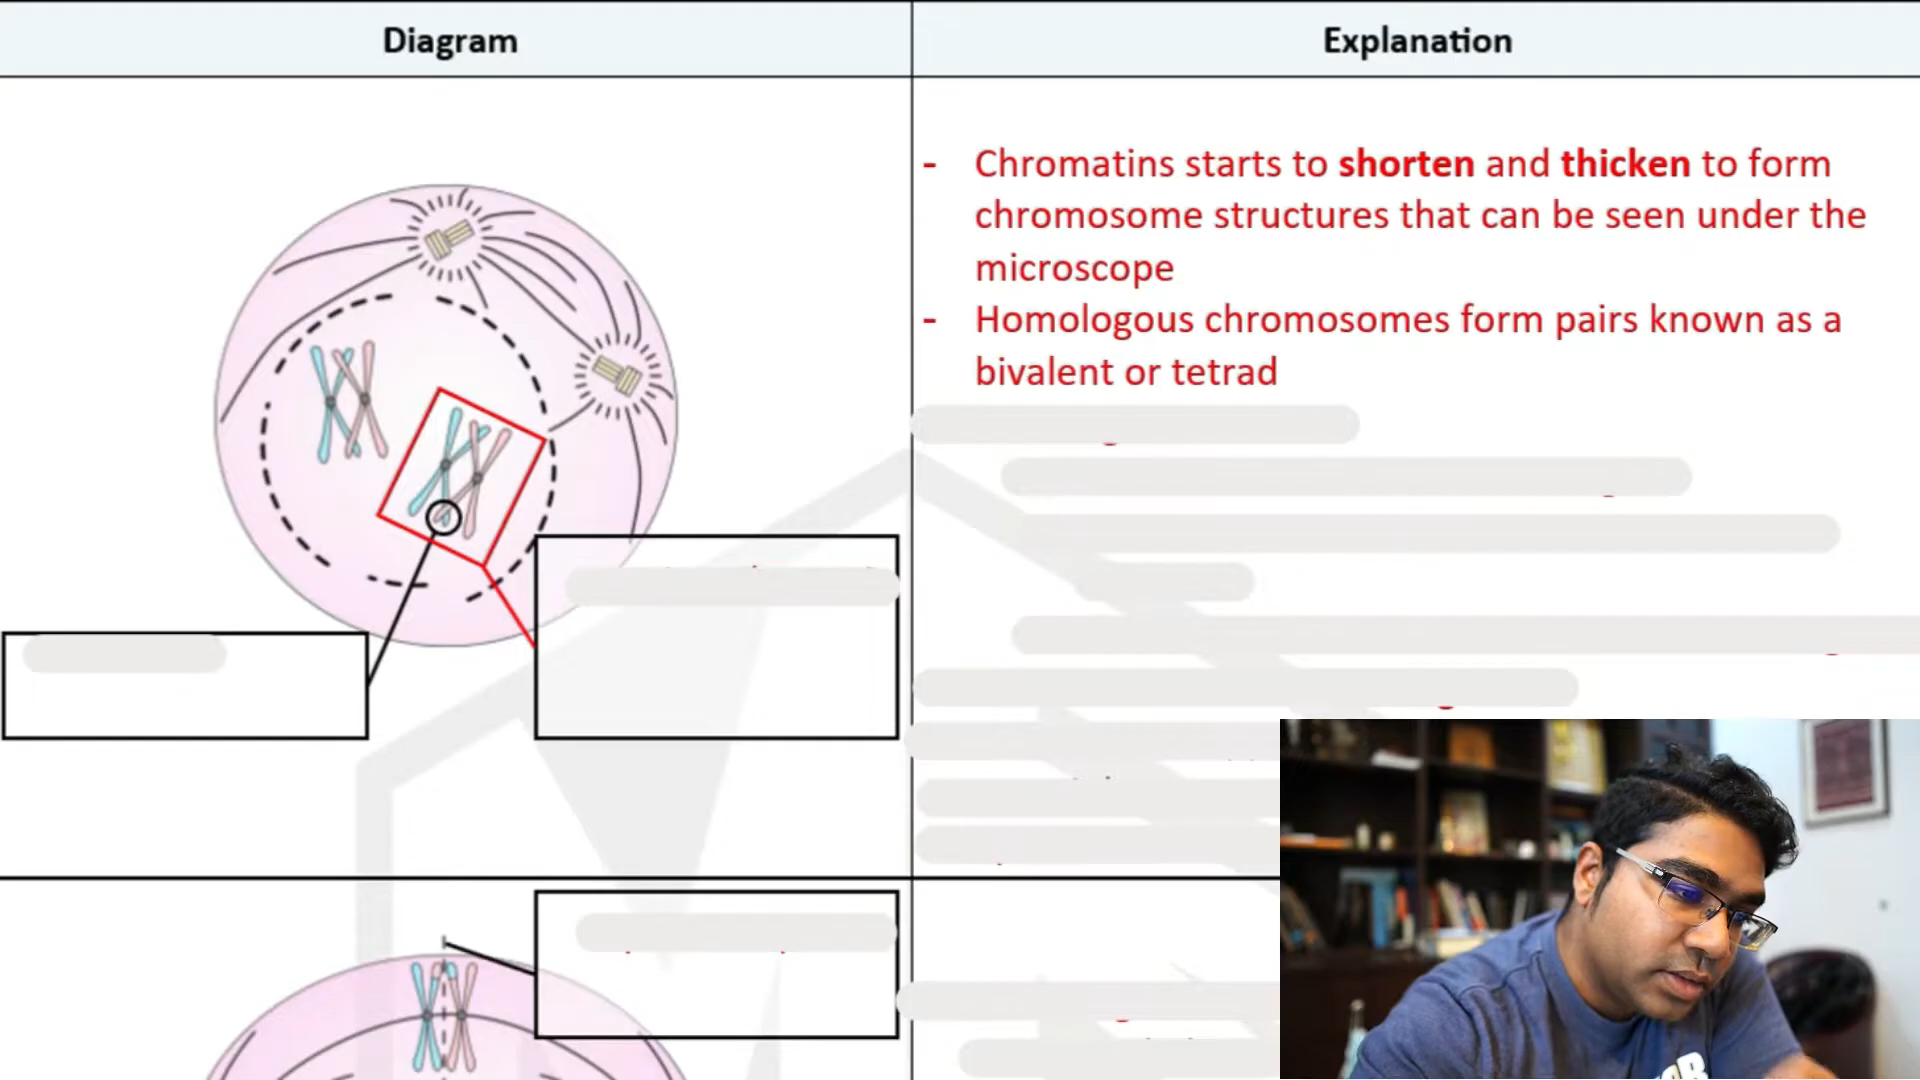 Diagram
Explanation
- Chromatins starts to shorten and thicken to form
chromosome structures that can be seen under the
microscope
- Homologous chromosomes form pairs known as a
bivalent or tetrad